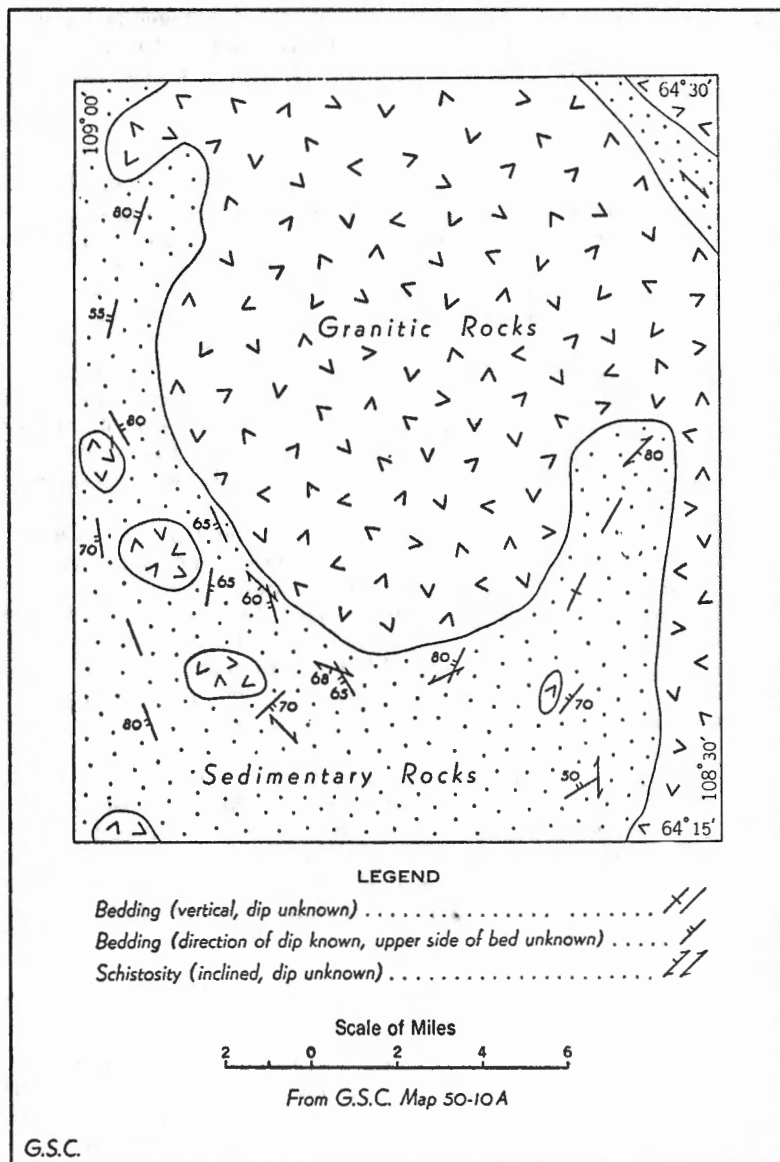 109°00'
64°30'
80
55
Granitic Rocks
80
80
65
70
65
60
80
68
65
70
70
80
50
Sedimentary Rocks
108°30'
64°15'
LEGEND
Bedding (vertical, dip unknown)
Bedding (direction of dip known, upper side of bed unknown)
Schistosity (inclined, dip unknown)
Scale of Miles
2 0 2 4 6
From G.S.C. Map 50-10A
G.S.C.